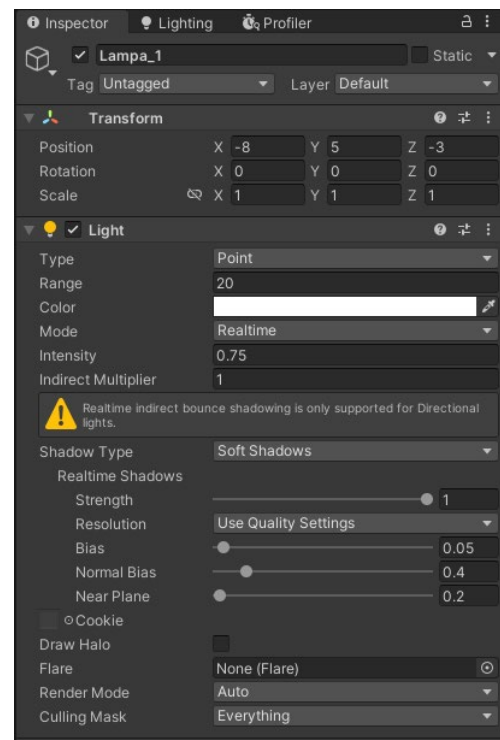 Inspector Lighting Profiler
Lampa_1 Static
Tag Untagged Layer Default
Transform
Position X -8 Y 5 Z -3
Rotation X 0 Y 0 Z 0
Scale X 1 Y 1 Z 1
Light
Type Point
Range 20
Color
Mode Realtime
Intensity 0.75
Indirect Multiplier 1
Realtime indirect bounce shadowing is only supported for Directional
lights.
Shadow Type Soft Shadows
Realtime Shadows
Strength 1
Resolution Use Quality Settings
Bias 0.05
Normal Bias 0.4
Near Plane 0.2
Cookie
Draw Halo
Flare None (Flare)
Render Mode Auto
Culling Mask Everything